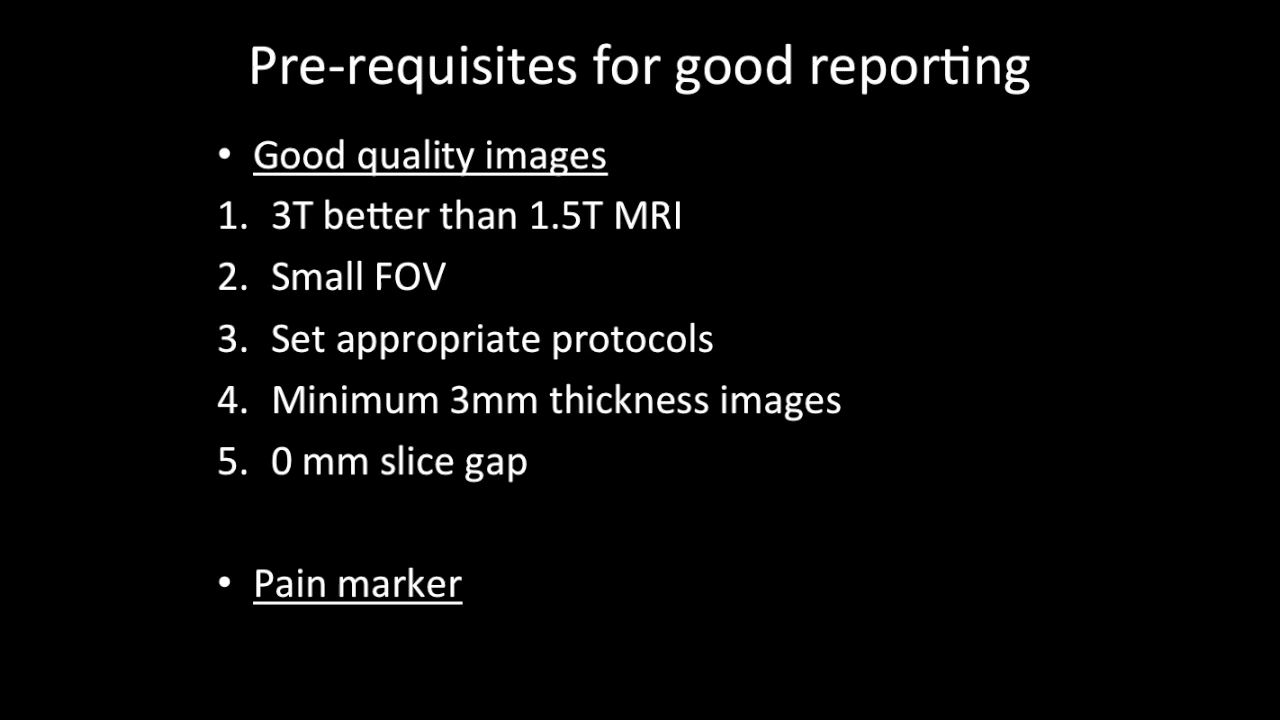 Pre-requisites for good reporting
• Good quality images
1. 3T better than 1.5T MRI
2. Small FOV
3. Set appropriate protocols
4. Minimum 3mm thickness images
5. 0 mm slice gap
• Pain marker